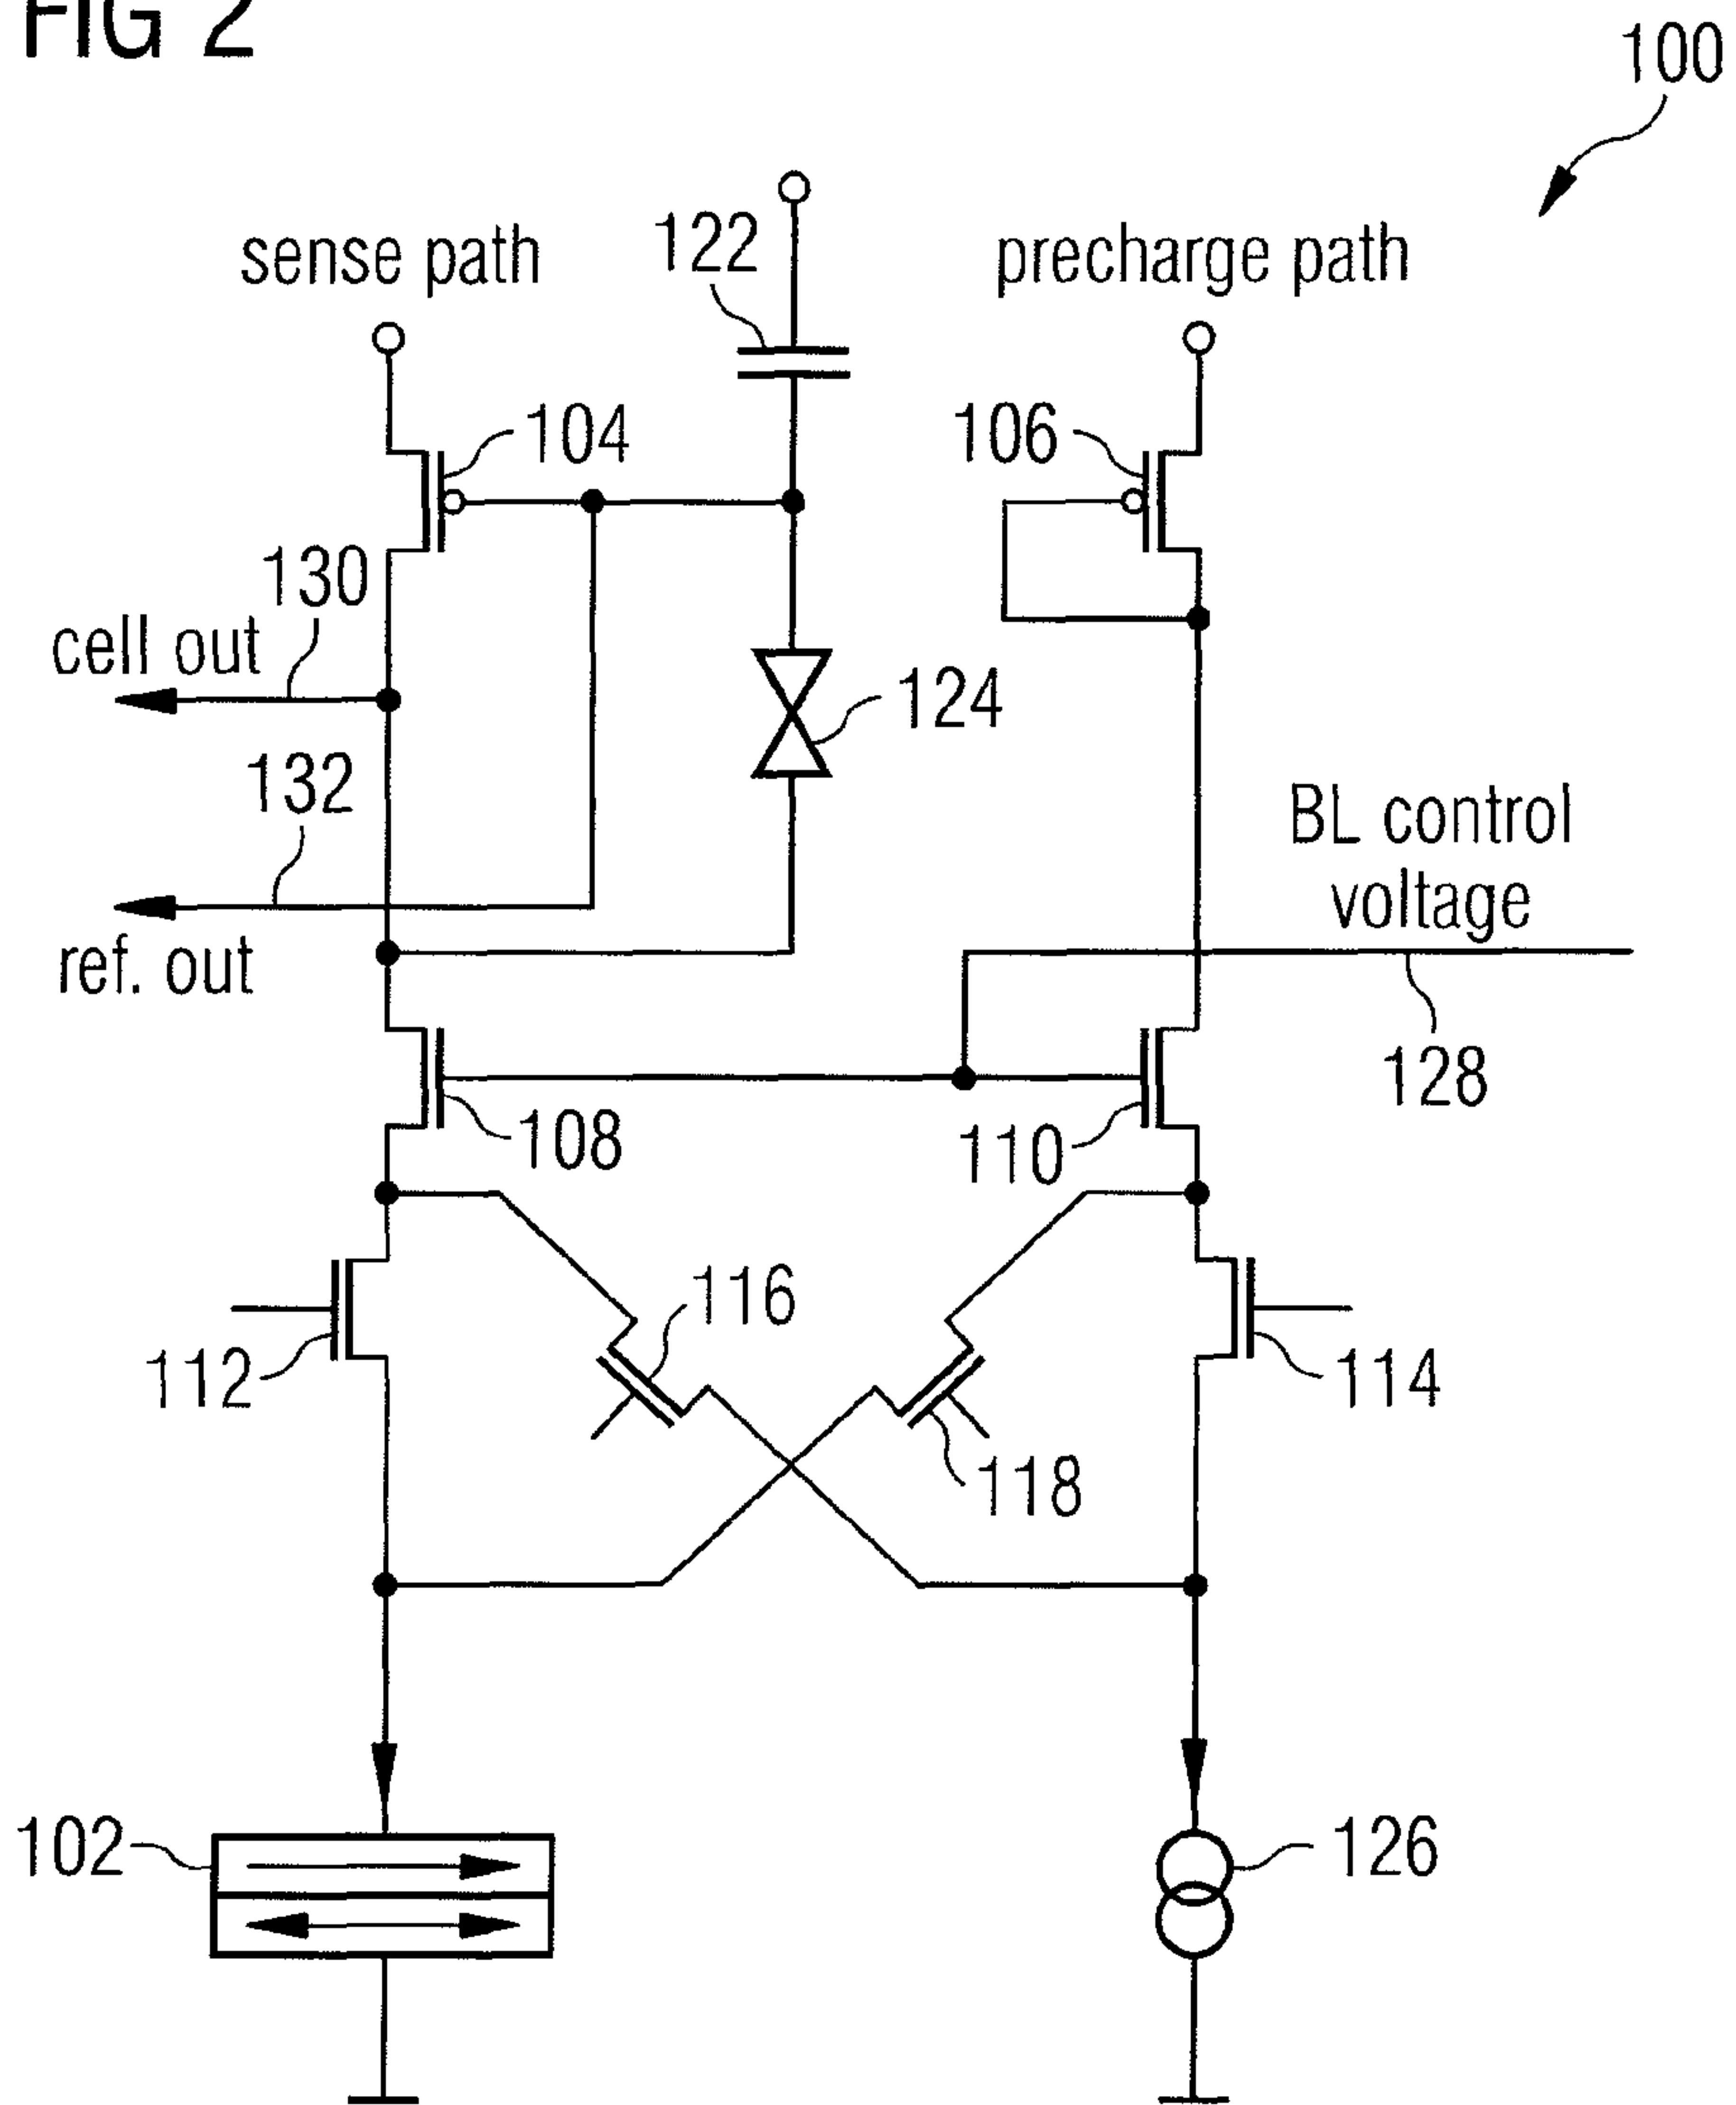 FIG 2
100
sense path
122
precharge path
104
106
130
cell out
124
132
BL control
voltage
ref. out
128
108
110
116
112
114
118
102
126